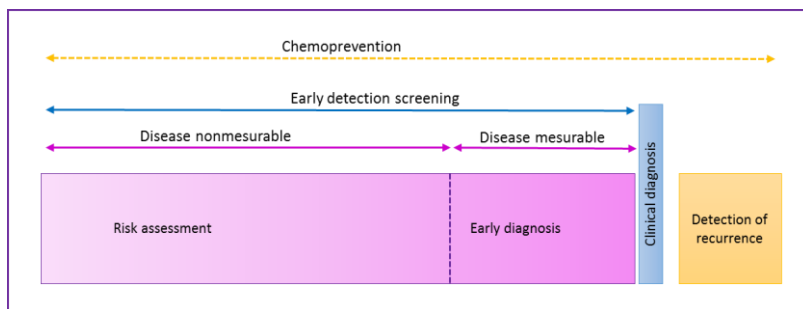 Chemoprevention
Early detection screening
Disease nonmesurable
Disease mesurable
Risk assessment
Early diagnosis
Clinical diagnosis
Detection of
recurrence